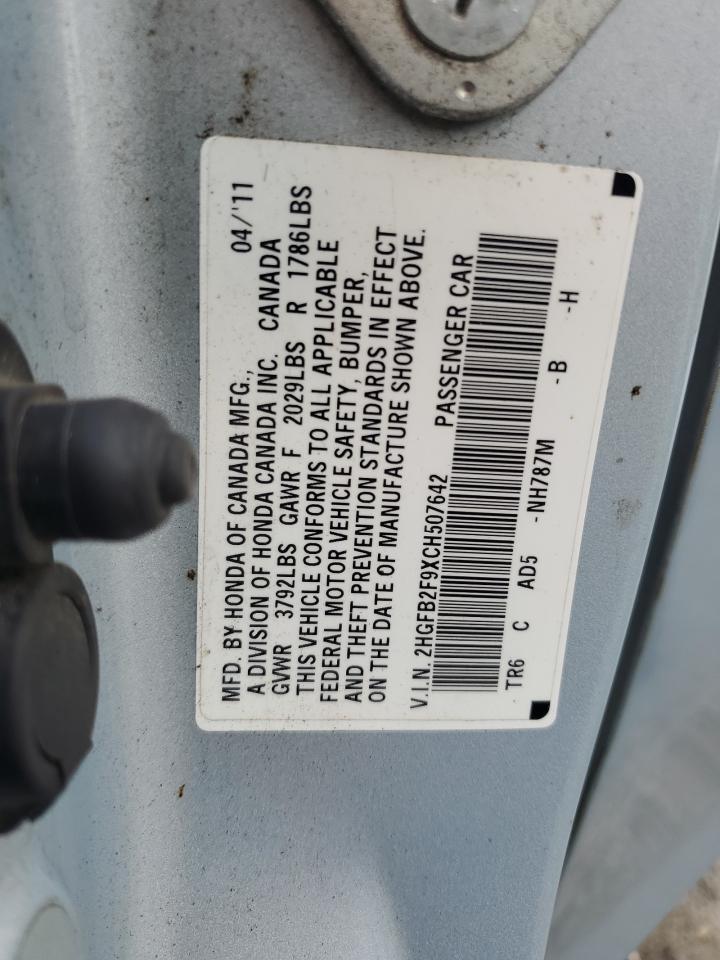 MFD. BY HONDA OF CANADA MFG., 04/'11
A DIVISION OF HONDA CANADA INC. CANADA
GVWR 3792LBS GAWR F 2029LBS R 1786LBS
THIS VEHICLE CONFORMS TO ALL APPLICABLE
FEDERAL MOTOR VEHICLE SAFETY, BUMPER,
AND THEFT PREVENTION STANDARDS IN EFFECT
ON THE DATE OF MANUFACTURE SHOWN ABOVE.
V.I.N. 2HGFB2F9XCH507642 PASSENGER CAR
TR6 C AD5 -NH787M -B -H